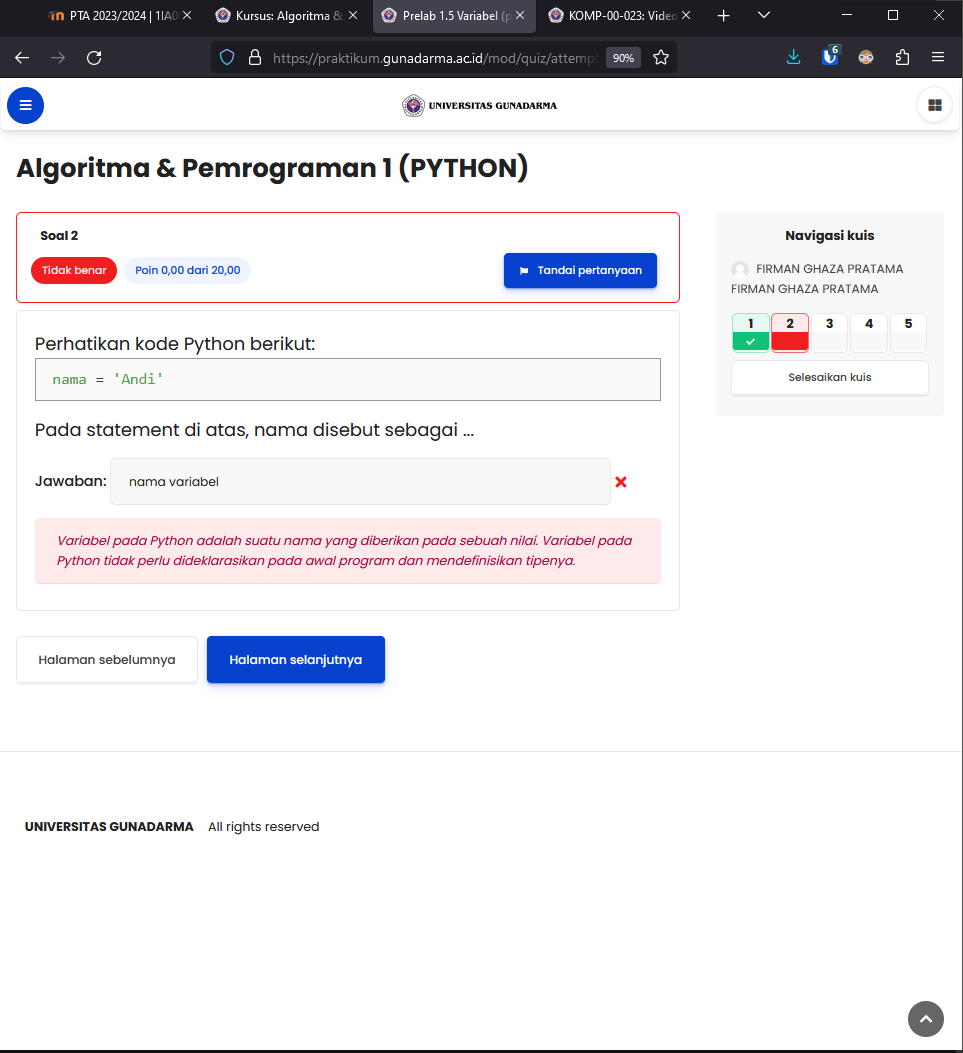 PTA 2023/2024 | 1IA0
Kursus: Algoritma &
Prelab 1.5 Variabel (p
KOMP-00-023: Video
https://praktikum.gunadarma.ac.id/mod/quiz/attempt
90%
6
UNIVERSITAS GUNADARMA
Algoritma & Pemrograman 1 (PYTHON)
Soal 2
Tidak benar
Poin 0,00 dari 20,00
Tandai pertanyaan
Perhatikan kode Python berikut:
nama = 'Andi'
Pada statement di atas, nama disebut sebagai ...
Jawaban: nama variabel
Variabel pada Python adalah suatu nama yang diberikan pada sebuah nilai. Variabel pada
Python tidak perlu dideklarasikan pada awal program dan mendefinisikan tipenya.
Halaman sebelumnya
Halaman selanjutnya
Navigasi kuis
FIRMAN GHAZA PRATAMA
FIRMAN GHAZA PRATAMA
1 2 3 4 5
Selesaikan kuis
UNIVERSITAS GUNADARMA All rights reserved